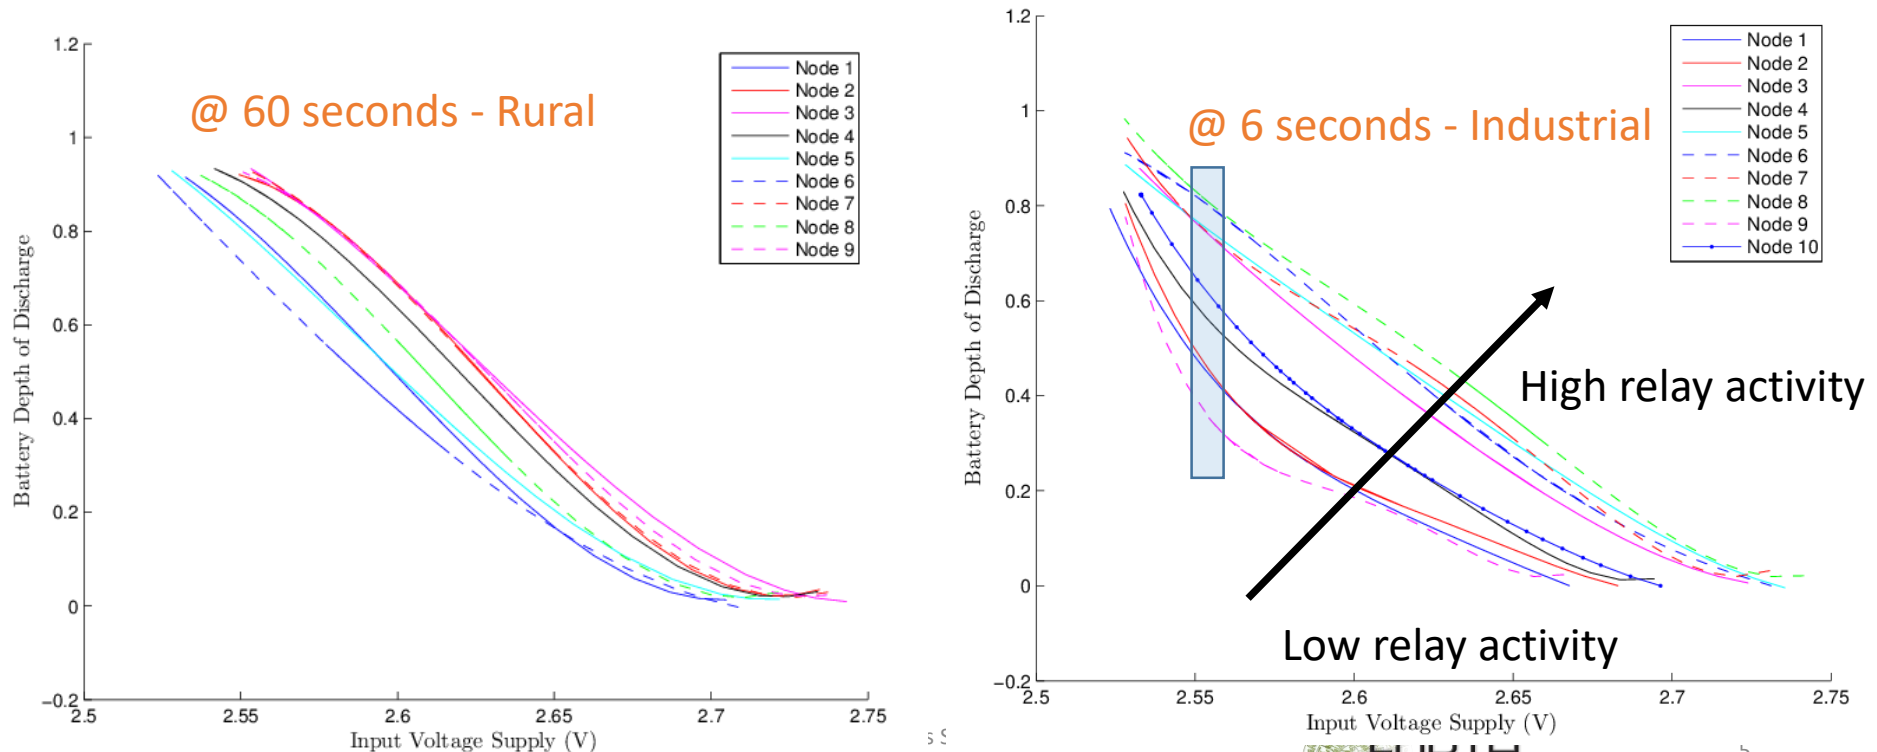 1.2
1
0.8
0.6
0.4
0.2
0
−0.2
2.5
2.55
2.6
2.65
2.7
2.75
Battery Depth of Discharge
Input Voltage Supply (V)
@ 60 seconds - Rural
Node 1
Node 2
Node 3
Node 4
Node 5
Node 6
Node 7
Node 8
Node 9
1.2
1
0.8
0.6
0.4
0.2
0
−0.2
2.5
2.55
2.6
2.65
2.7
2.75
Battery Depth of Discharge
Input Voltage Supply (V)
@ 6 seconds - Industrial
Node 1
Node 2
Node 3
Node 4
Node 5
Node 6
Node 7
Node 8
Node 9
Node 10
High relay activity
Low relay activity